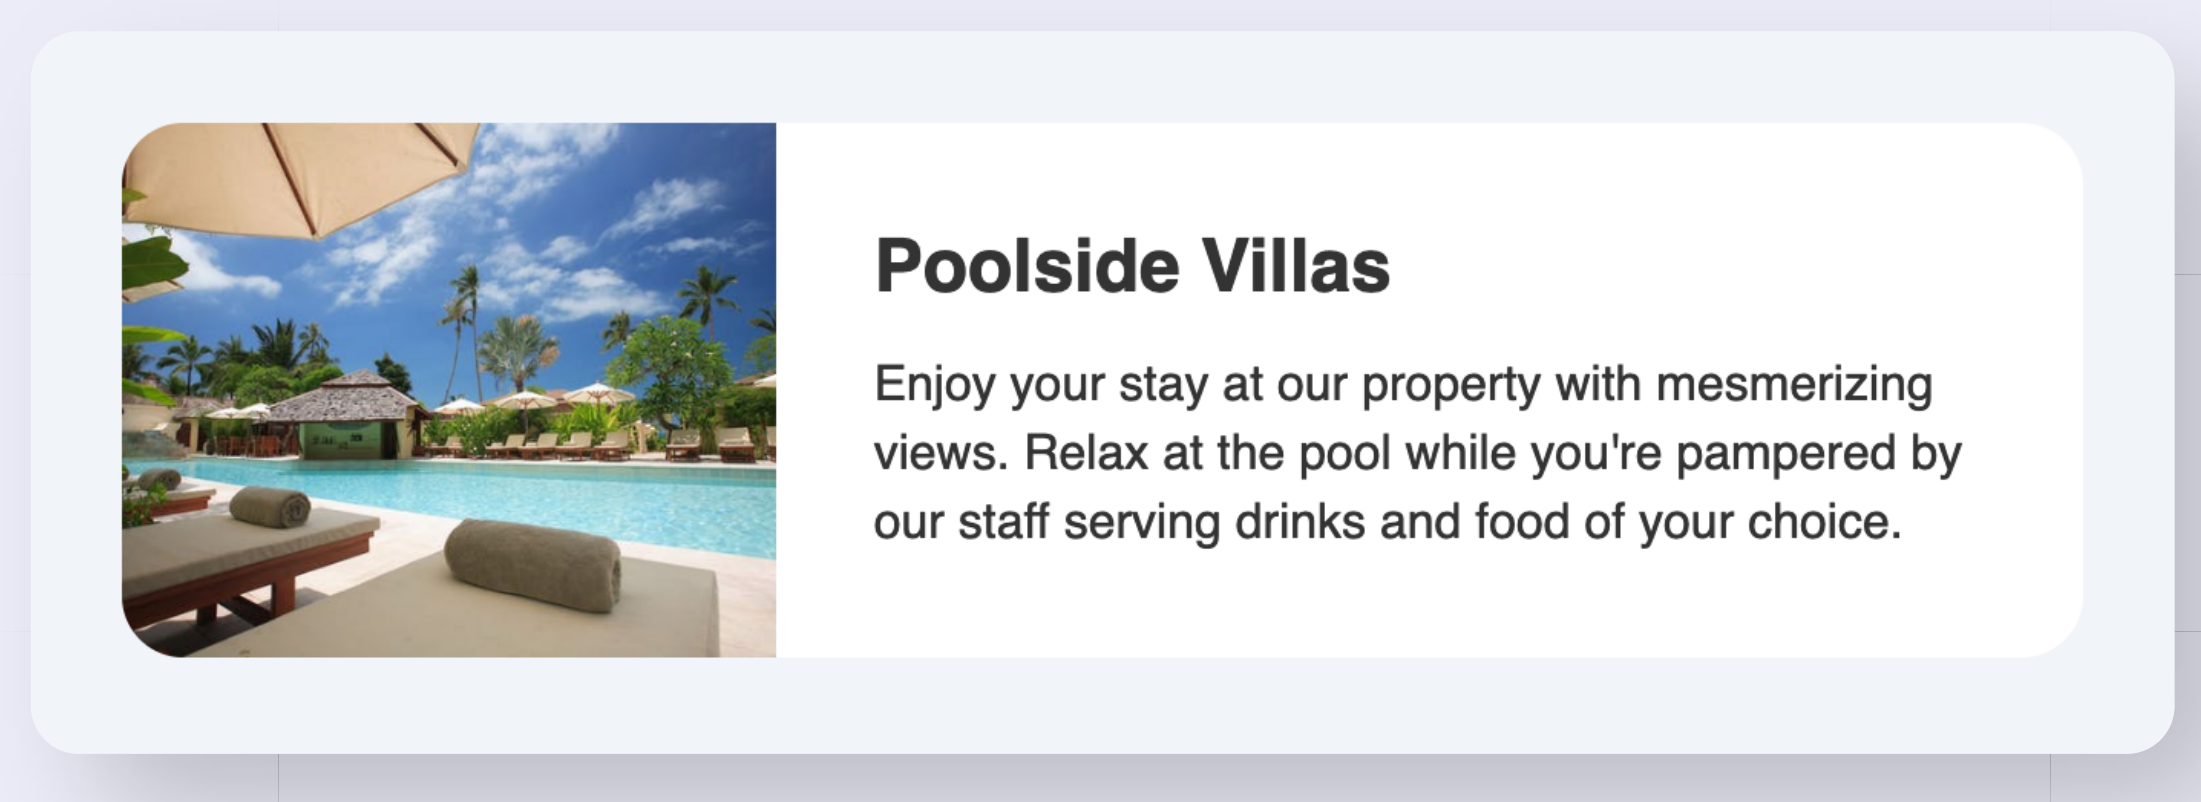 Poolside Villas
Enjoy your stay at our property with mesmerizing
views. Relax at the pool while you're pampered by
our staff serving drinks and food of your choice.